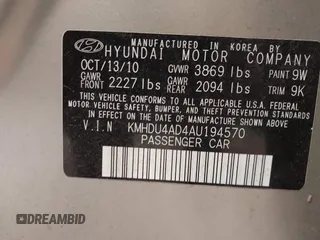 MANUFACTURED IN KOREA BY
HYUNDAI MOTOR COMPANY
OCT/13/10 GVWR 3869 lbs PAINT 9W
GAWR FRONT 2227 lbs GAWR REAR 2094 lbs TRIM 9K
THIS VEHICLE CONFORMS TO ALL APPLICABLE U.S.A. FEDERAL
MOTOR VEHICLE SAFETY, BUMPER, AND THEFT PREVENTION
STANDARDS IN EFFECT ON THE DATE OF MANUFACTURE SHOWN ABOVE.
V.I.N KMHDU4AD4AU194570
PASSENGER CAR
DREAMBID